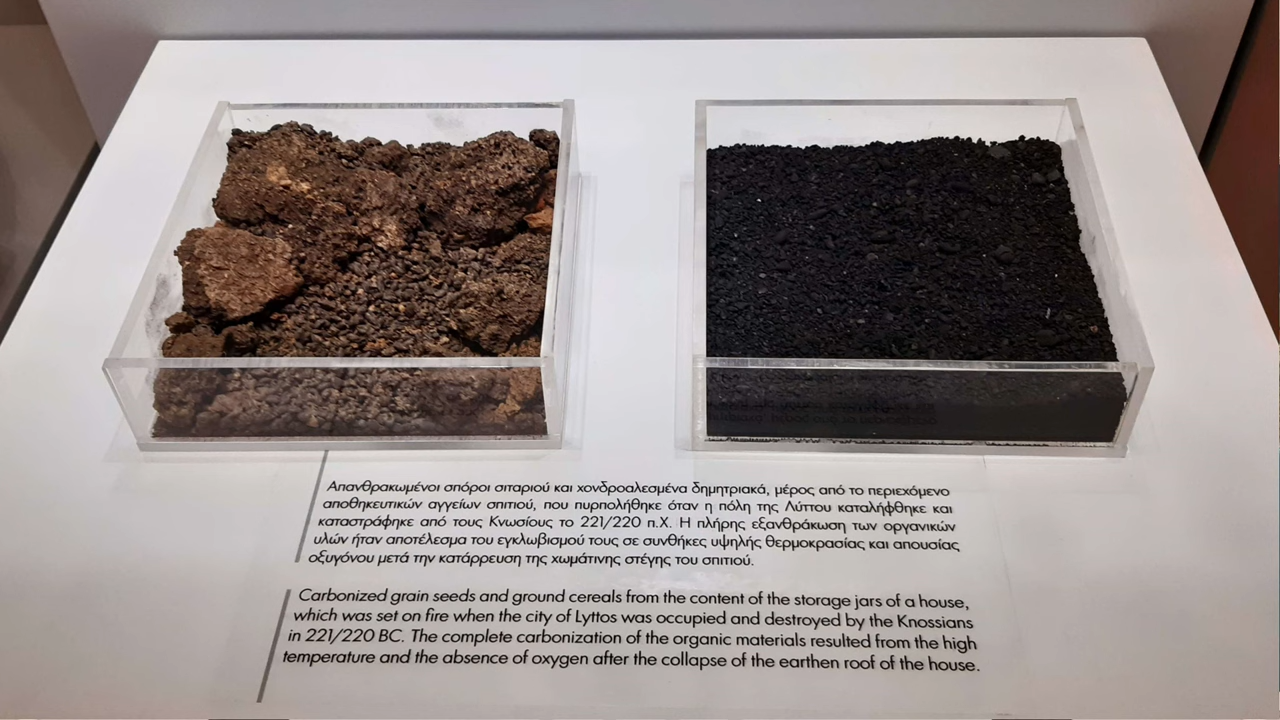 Απανθρακωμένοι σπόροι σιταριού και χονδροαλεσμένα δημητριακά, μέρος από το περιεχόμενο
αποθηκευτικών αγγείων σπιτιού, που πυρπολήθηκε όταν η πόλη της Λύττου καταλήφθηκε και
καταστράφηκε από τους Κνωσίους το 221/220 π.Χ. Η πλήρης εξανθράκωση των οργανικών
υλών ήταν αποτέλεσμα του εγκλωβισμού τους σε συνθήκες υψηλής θερμοκρασίας και απουσίας
οξυγόνου μετά την κατάρρευση της χωμάτινης στέγης του σπιτιού.
Carbonized grain seeds and ground cereals from the content of the storage jars of a house,
which was set on fire when the city of Lyttos was occupied and destroyed by the Knossians
in 221/220 BC. The complete carbonization of the organic materials resulted from the high
temperature and the absence of oxygen after the collapse of the earthen roof of the house.